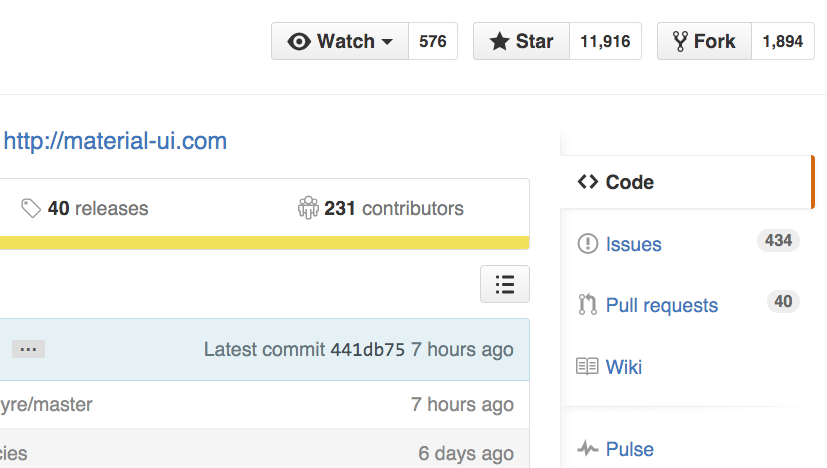 Watch 576 Star 11,916 Fork 1,894
http://material-ui.com
Code
40 releases 231 contributors
Issues 434
Pull requests 40
... Latest commit 441db75 7 hours ago
Wiki
yre/master 7 hours ago
cies 6 days ago
Pulse